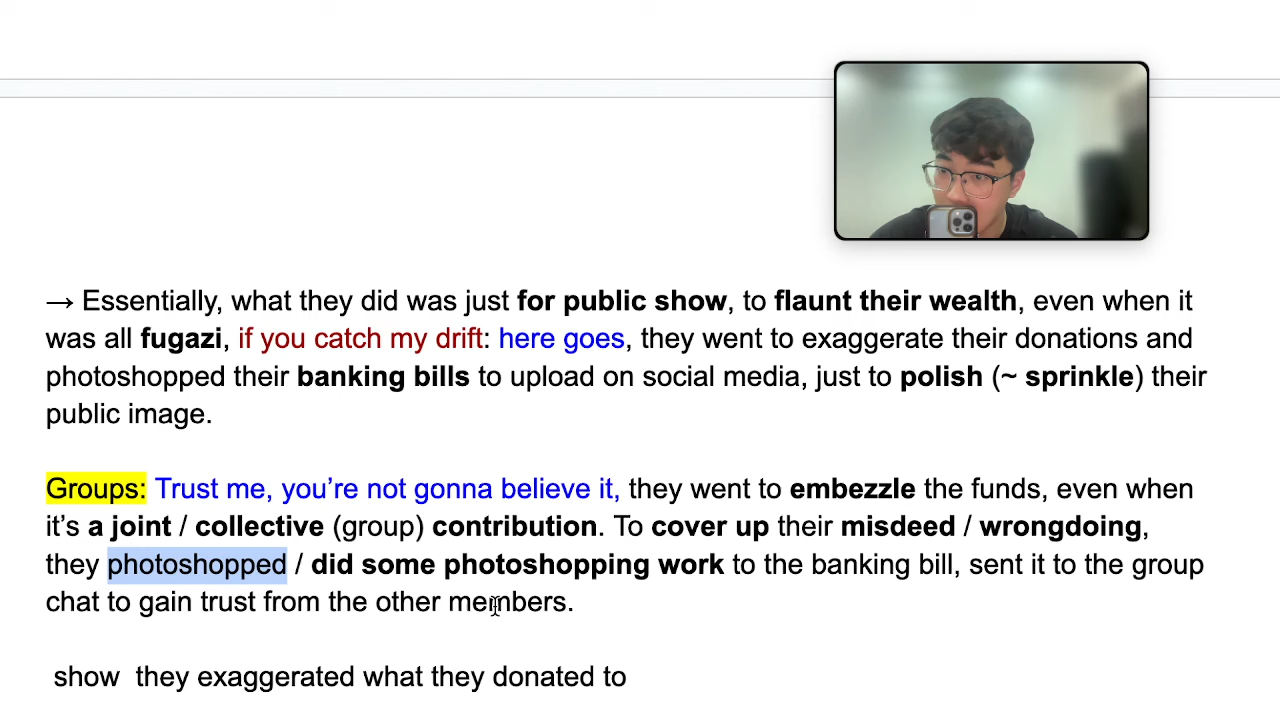 → Essentially, what they did was just for public show, to flaunt their wealth, even when it
was all fugazi, if you catch my drift: here goes, they went to exaggerate their donations and
photoshopped their banking bills to upload on social media, just to polish (~ sprinkle) their
public image.
Groups: Trust me, you’re not gonna believe it, they went to embezzle the funds, even when
it’s a joint / collective (group) contribution. To cover up their misdeed / wrongdoing,
they photoshopped / did some photoshopping work to the banking bill, sent it to the group
chat to gain trust from the other members.
show they exaggerated what they donated to